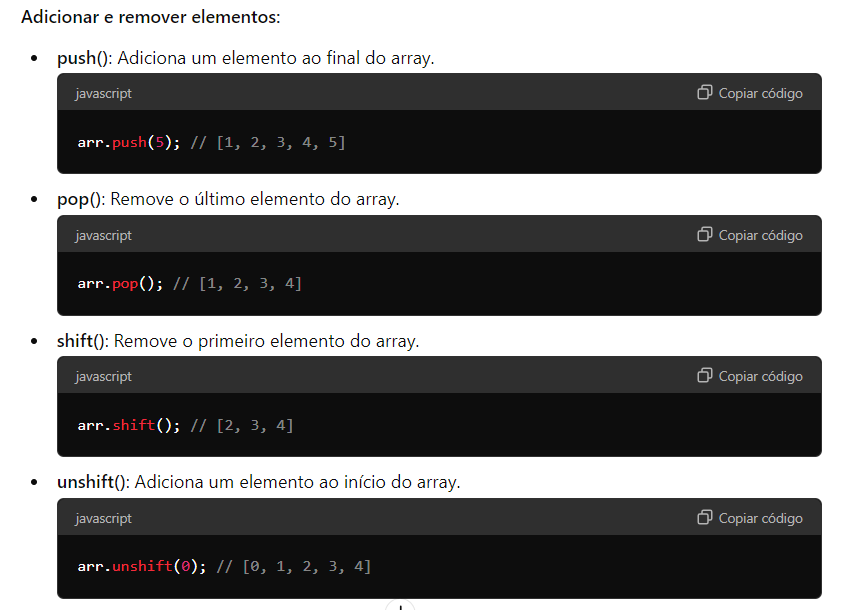 Adicionar e remover elementos:
push(): Adiciona um elemento ao final do array.
javascript Copiar código
arr.push(5); // [1, 2, 3, 4, 5]
pop(): Remove o último elemento do array.
javascript Copiar código
arr.pop(); // [1, 2, 3, 4]
shift(): Remove o primeiro elemento do array.
javascript Copiar código
arr.shift(); // [2, 3, 4]
unshift(): Adiciona um elemento ao início do array.
javascript Copiar código
arr.unshift(0); // [0, 1, 2, 3, 4]